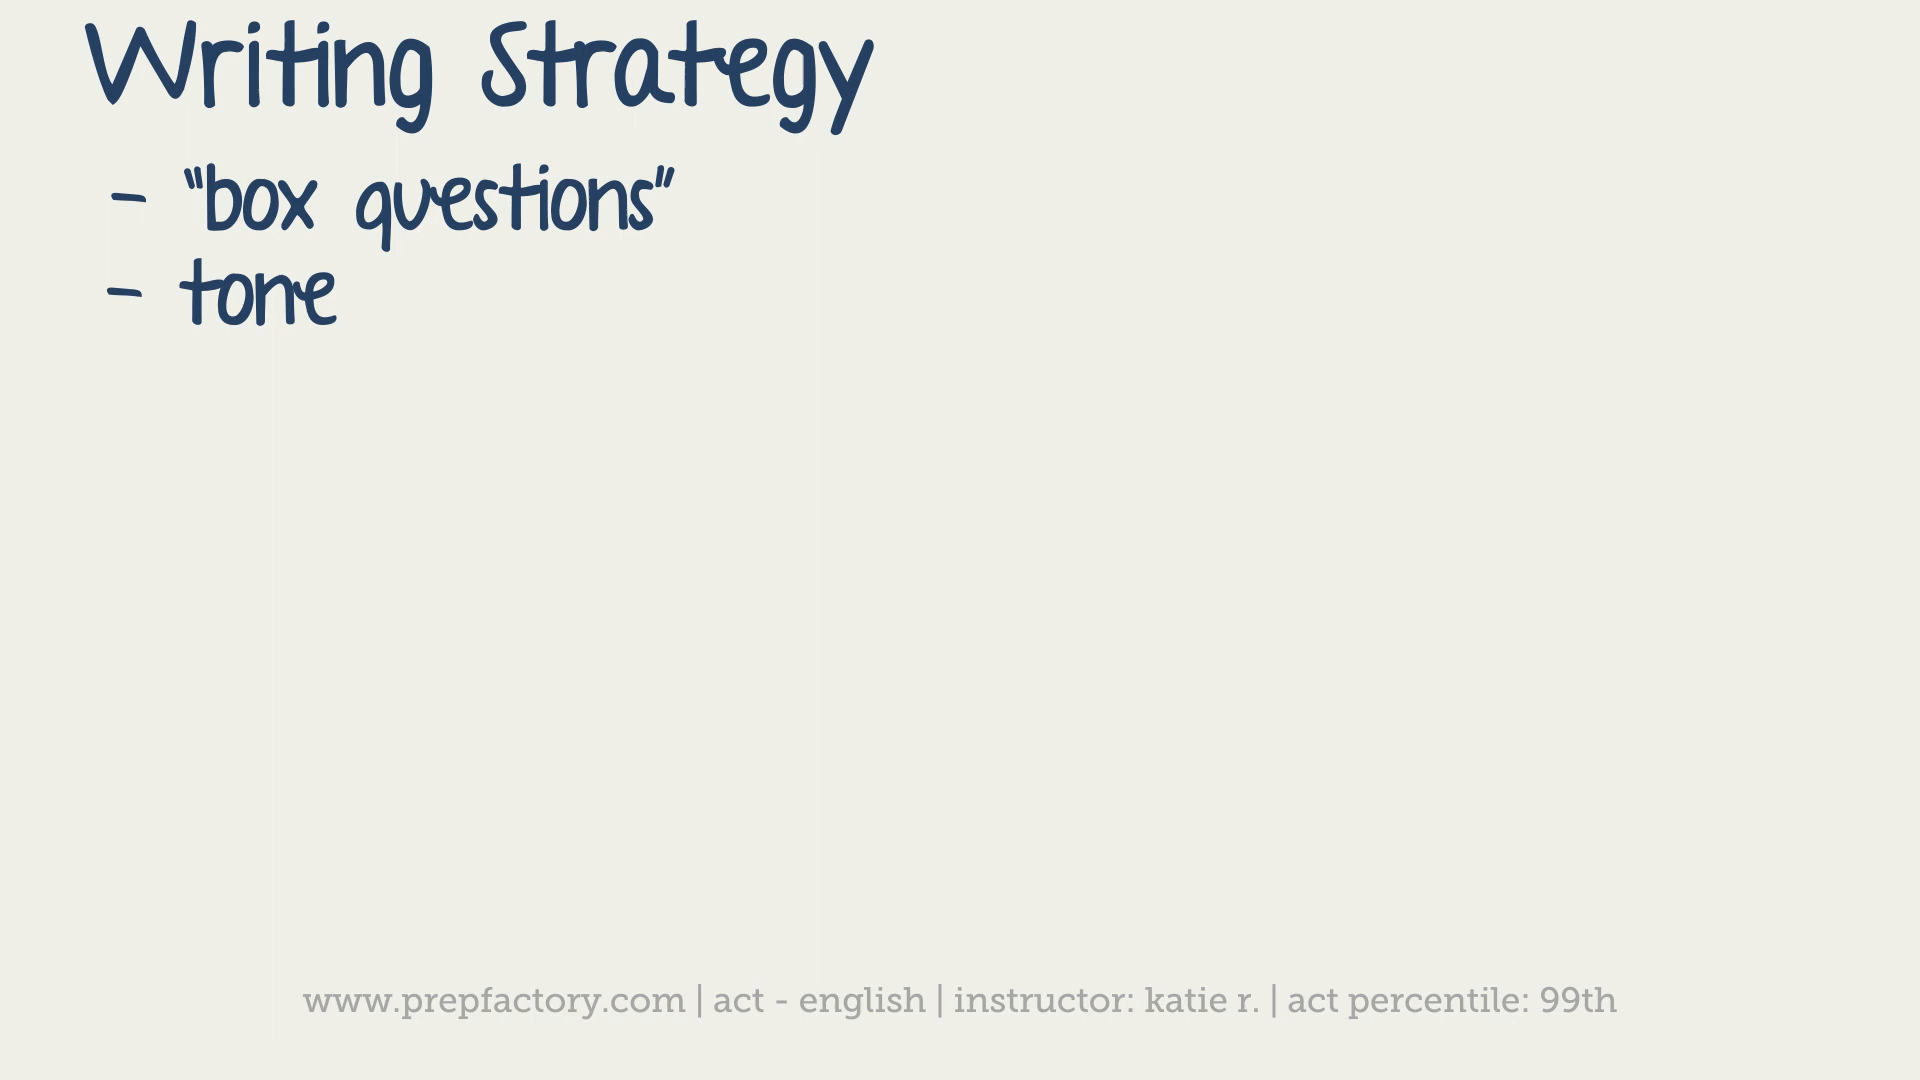 Writing Strategy
- "box questions"
- tone
www.prepfactory.com | act - english | instructor: katie r. | act percentile: 99th